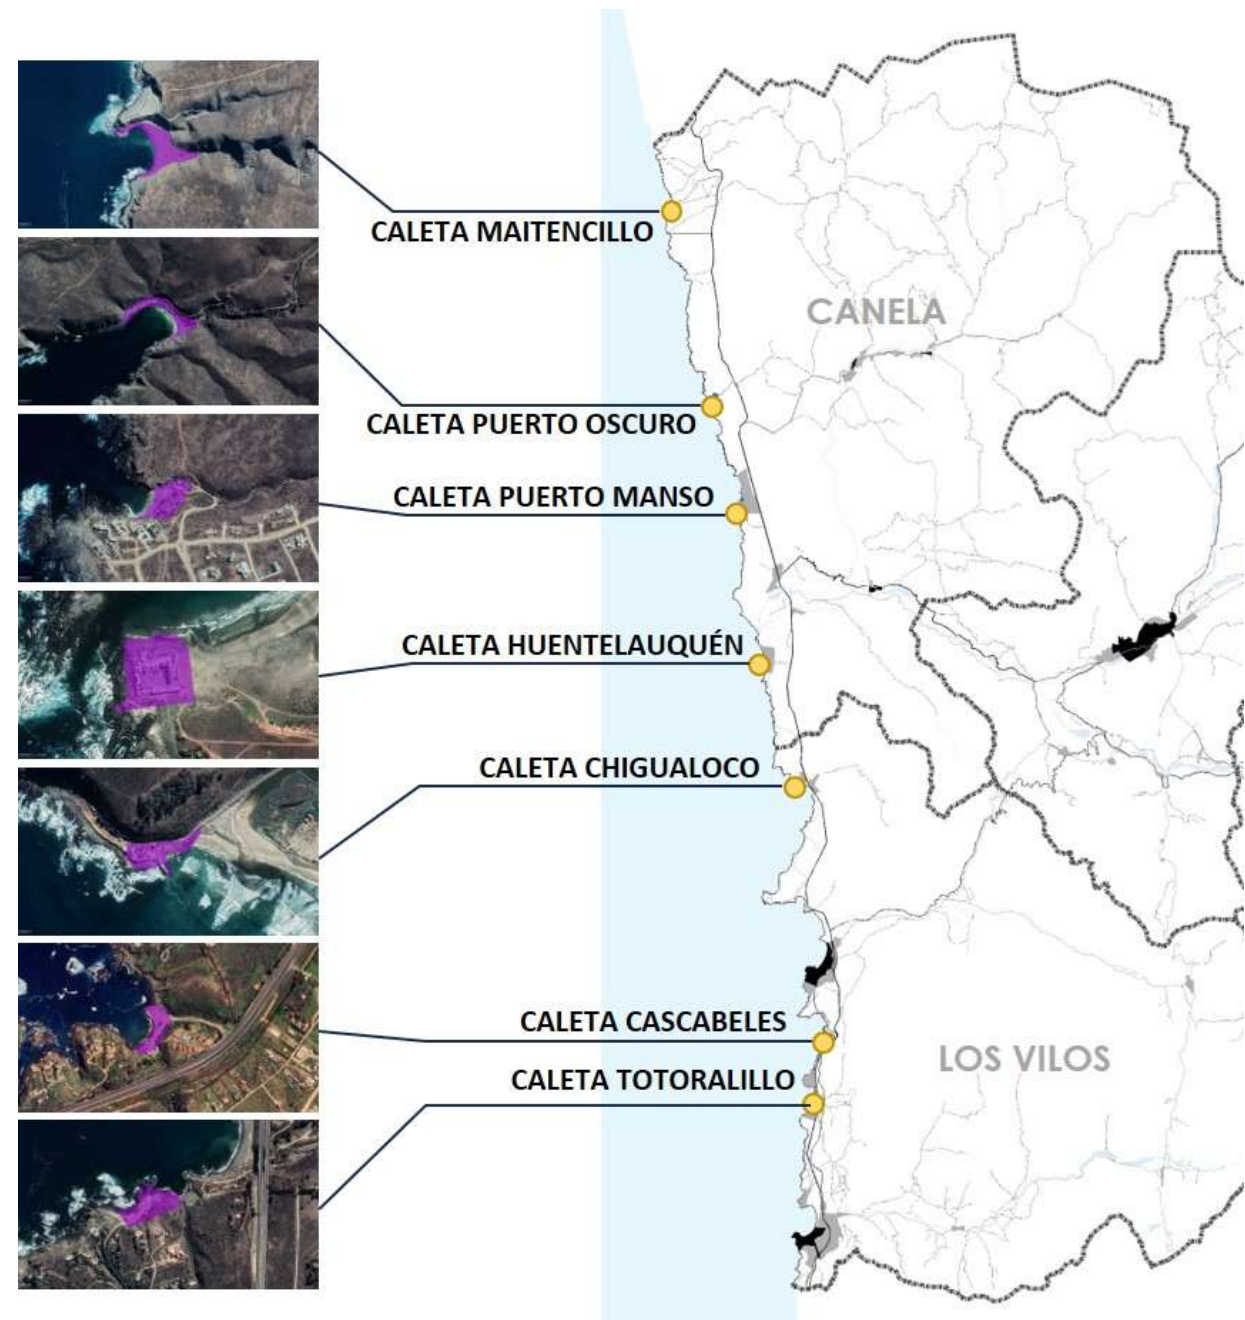 CALETA MAITENCILLO
CANELA
CALETA PUERTO OSCURO
CALETA PUERTO MANSO
CALETA HUENTELAUQUÉN
CALETA CHIGUALOCO
CALETA CASCABELES
LOS VILOS
CALETA TOTORALILLO